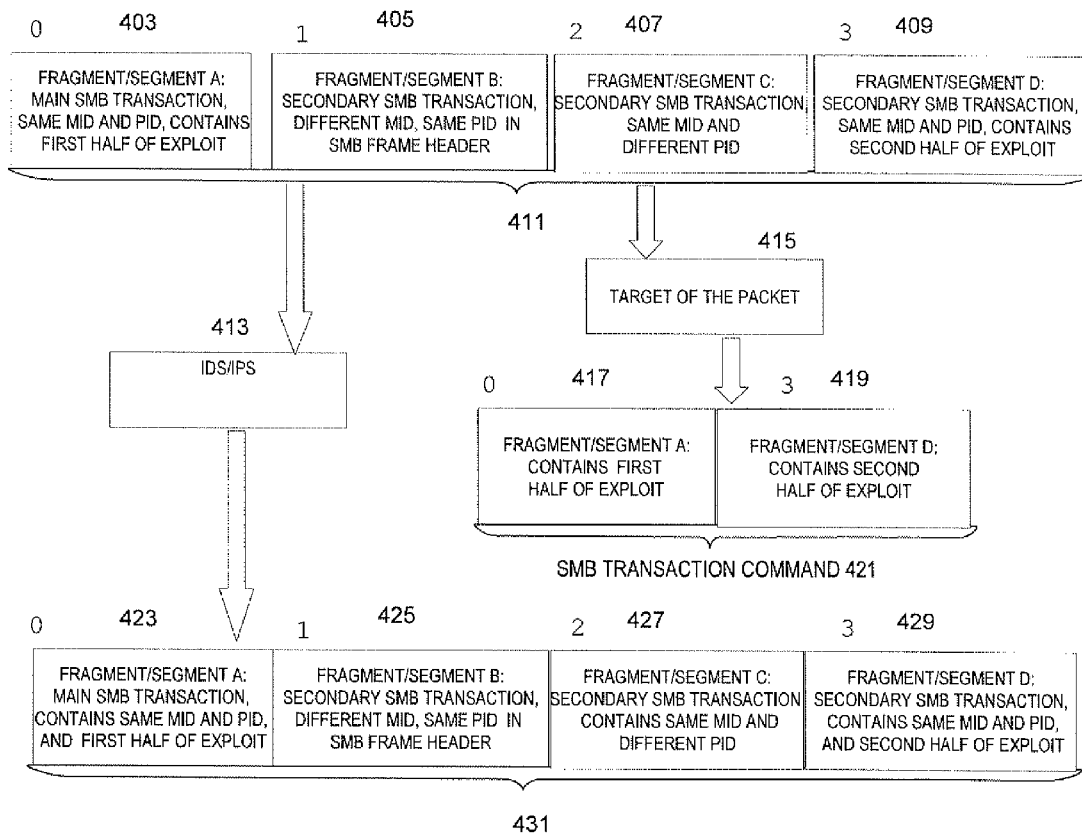 0 403 1 405 2 407 3 409
FRAGMENT/SEGMENT A:
MAIN SMB TRANSACTION,
SAME MID AND PID, CONTAINS
FIRST HALF OF EXPLOIT
FRAGMENT/SEGMENT B:
SECONDARY SMB TRANSACTION,
DIFFERENT MID, SAME PID IN
SMB FRAME HEADER
FRAGMENT/SEGMENT C:
SECONDARY SMB TRANSACTION,
SAME MID AND
DIFFERENT PID
FRAGMENT/SEGMENT D:
SECONDARY SMB TRANSACTION,
SAME MID AND PID, CONTAINS
SECOND HALF OF EXPLOIT
411
415
TARGET OF THE PACKET
413
IDS/IPS
0 417 3 419
FRAGMENT/SEGMENT A:
CONTAINS FIRST
HALF OF EXPLOIT
FRAGMENT/SEGMENT D:
CONTAINS SECOND
HALF OF EXPLOIT
SMB TRANSACTION COMMAND 421
0 423 1 425 2 427 3 429
FRAGMENT/SEGMENT A:
MAIN SMB TRANSACTION,
CONTAINS SAME MID AND PID,
AND FIRST HALF OF EXPLOIT
FRAGMENT/SEGMENT B:
SECONDARY SMB TRANSACTION,
DIFFERENT MID, SAME PID IN
SMB FRAME HEADER
FRAGMENT/SEGMENT C:
SECONDARY SMB TRANSACTION
CONTAINS SAME MID AND
DIFFERENT PID
FRAGMENT/SEGMENT D:
SECONDARY SMB TRANSACTION,
CONTAINS SAME MID AND PID,
AND SECOND HALF OF EXPLOIT
431